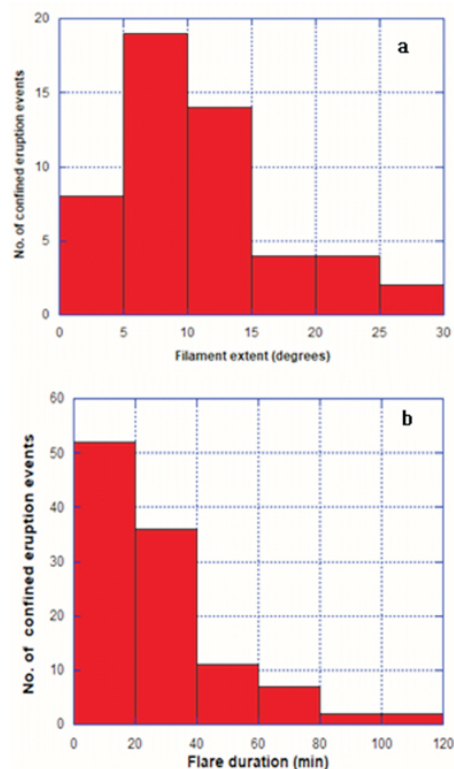 a
No. of confined eruption events
20
15
10
5
0
0 5 10 15 20 25 30
Filament extent (degrees)
b
No. of confined eruption events
60
50
40
30
20
10
0
0 20 40 60 80 100 120
Flare duration (min)